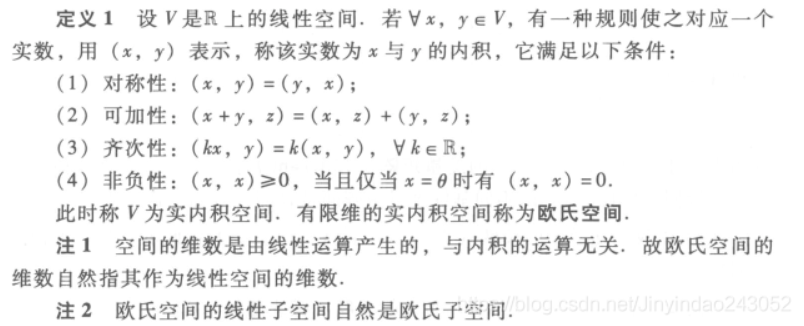 定义1 设V是ℝ上的线性空间．若∀x，y∈V，有一种规则使之对应一个
实数，用（x，y）表示，称该实数为x与y的内积，它满足以下条件：
（1）对称性：（x，y）=（y，x）；
（2）可加性：（x+y，z）=（x，z）+（y，z）；
（3）齐次性：（kx，y）=k（x，y），∀k∈ℝ；
（4）非负性：（x，x）≥0，当且仅当x=θ时有（x，x）=0．
此时称V为实内积空间．有限维的实内积空间称为欧氏空间．
注1 空间的维数是由线性运算产生的，与内积的运算无关．故欧氏空间的
维数自然指其作为线性空间的维数．
注2 欧氏空间的线性子空间自然是欧氏子空间．
https://blog.csdn.net/Jinyindao243052